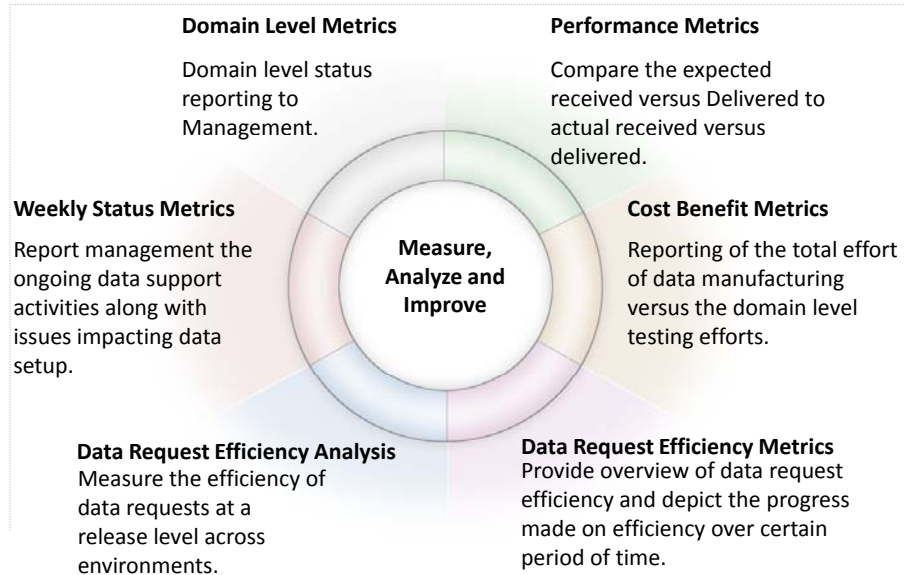 Domain Level Metrics
Domain level status
reporting to
Management.
Performance Metrics
Compare the expected
received versus Delivered to
actual received versus
delivered.
Weekly Status Metrics
Report management the
ongoing data support
activities along with
issues impacting data
setup.
Measure,
Analyze and
Improve
Cost Benefit Metrics
Reporting of the total effort
of data manufacturing
versus the domain level
testing efforts.
Data Request Efficiency Analysis
Measure the efficiency of
data requests at a
release level across
environments.
Data Request Efficiency Metrics
Provide overview of data request
efficiency and depict the progress
made on efficiency over certain
period of time.